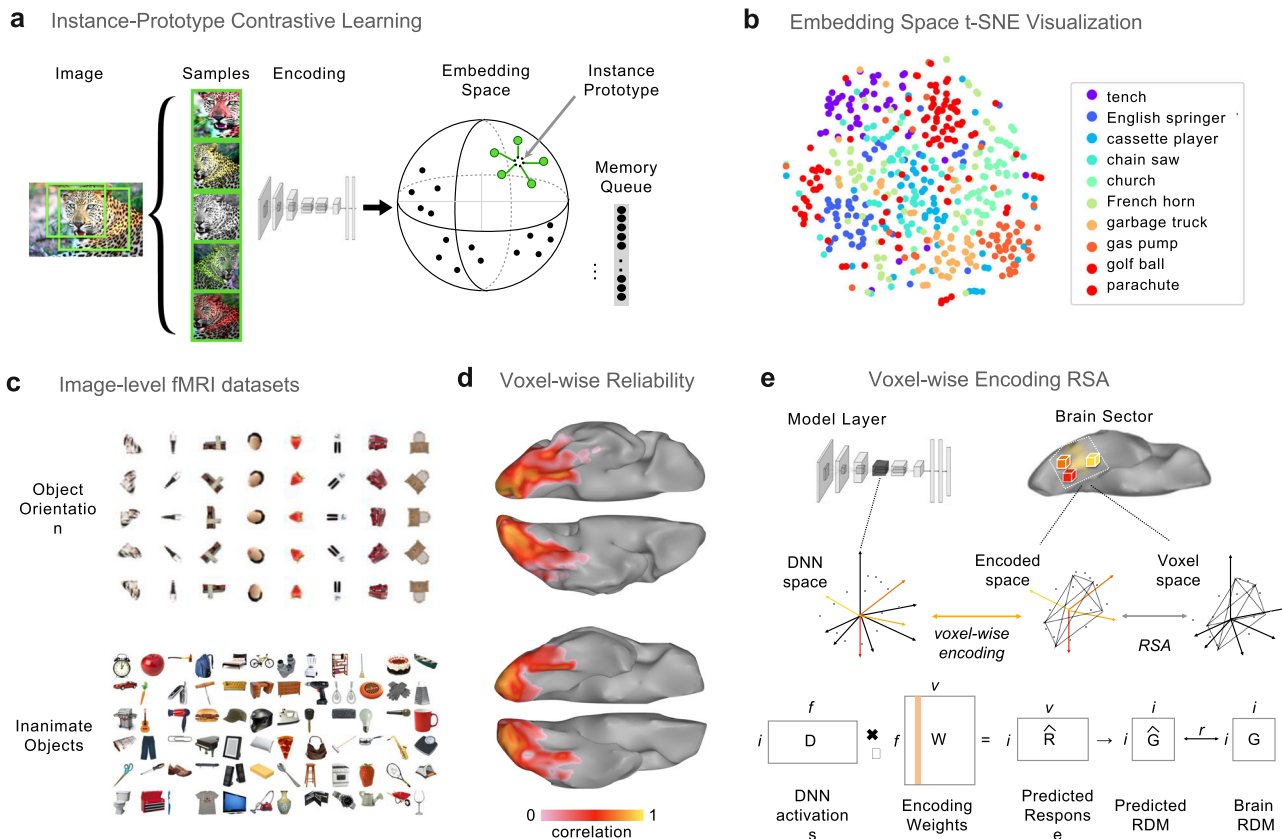 a Instance-Prototype Contrastive Learning
Image
Samples
Encoding
Embedding
Space
Instance
Prototype
Memory
Queue
b Embedding Space t-SNE Visualization
tench
English springer
cassette player
chain saw
church
French horn
garbage truck
gas pump
golf ball
parachute
c Image-level fMRI datasets
Object
Orientatio
n
Inanimate
Objects
d Voxel-wise Reliability
0
1
correlation
e Voxel-wise Encoding RSA
Model Layer
Brain Sector
DNN
space
Encoded
space
Voxel
space
voxel-wise
encoding
RSA
f
i
D
✖
f
v
W
=
v
i
R̂
→
i
i
Ĝ
r
i
i
G
DNN
activation
s
Encoding
Weights
Predicted
Respons
e
Predicted
RDM
Brain
RDM